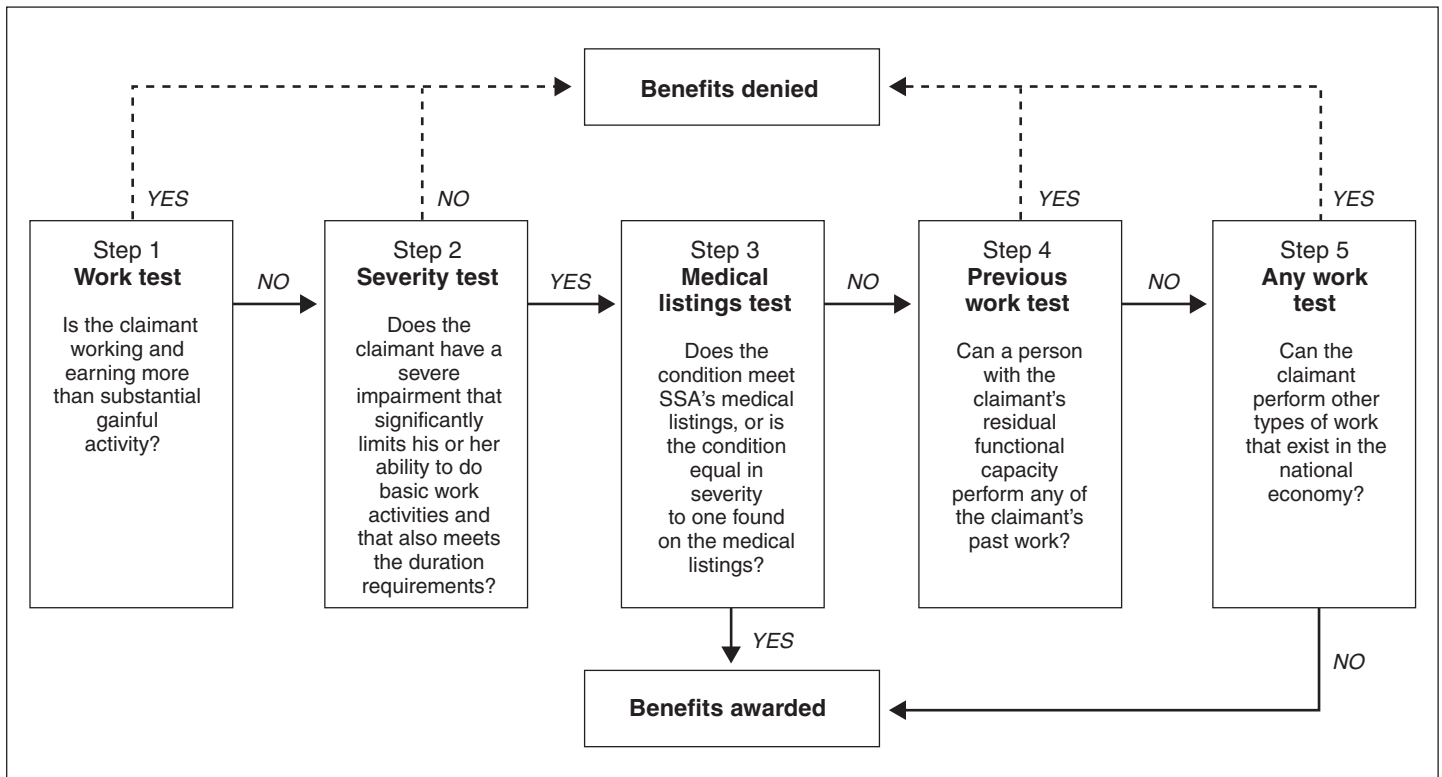 Benefits denied
YES
NO
YES
YES
Step 1
Work test
Is the claimant
working and
earning more
than substantial
gainful
activity?
NO
Step 2
Severity test
Does the
claimant have a
severe
impairment that
significantly
limits his or her
ability to do
basic work
activities and
that also meets
the duration
requirements?
YES
Step 3
Medical
listings test
Does the
condition meet
SSA's medical
listings, or is
the condition
equal in
severity
to one found
on the medical
listings?
NO
Step 4
Previous
work test
Can a person
with the
claimant's
residual
functional
capacity
perform any of
the claimant's
past work?
NO
Step 5
Any work
test
Can the
claimant
perform other
types of work
that exist in the
national
economy?
YES
NO
Benefits awarded